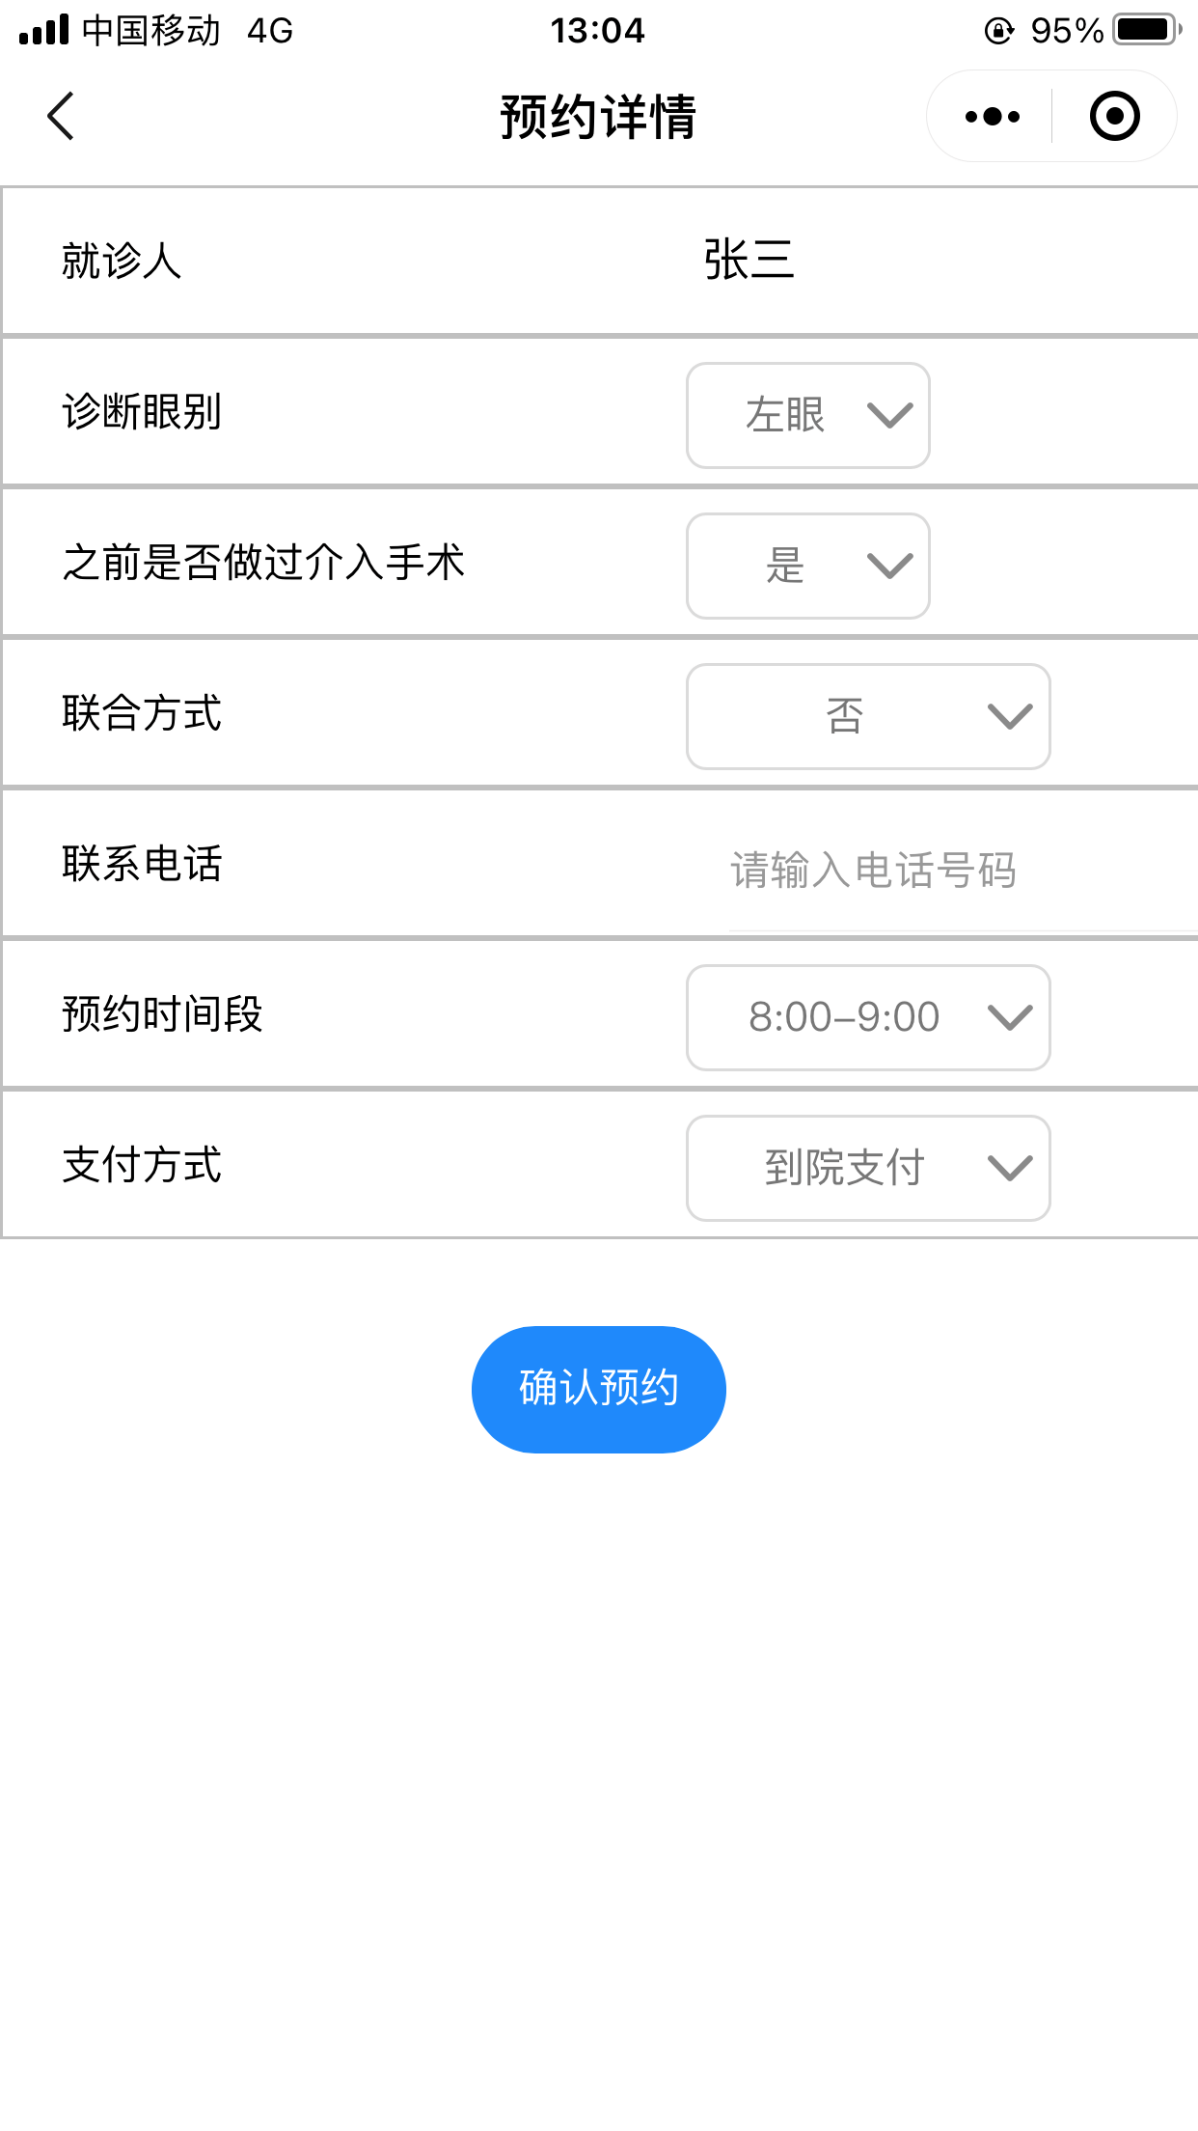 中国移动 4G 13:04 95%
预约详情
就诊人 张三
诊断眼别 左眼
之前是否做过介入手术 是
联合方式 否
联系电话 请输入电话号码
预约时间段 8:00–9:00
支付方式 到院支付
确认预约